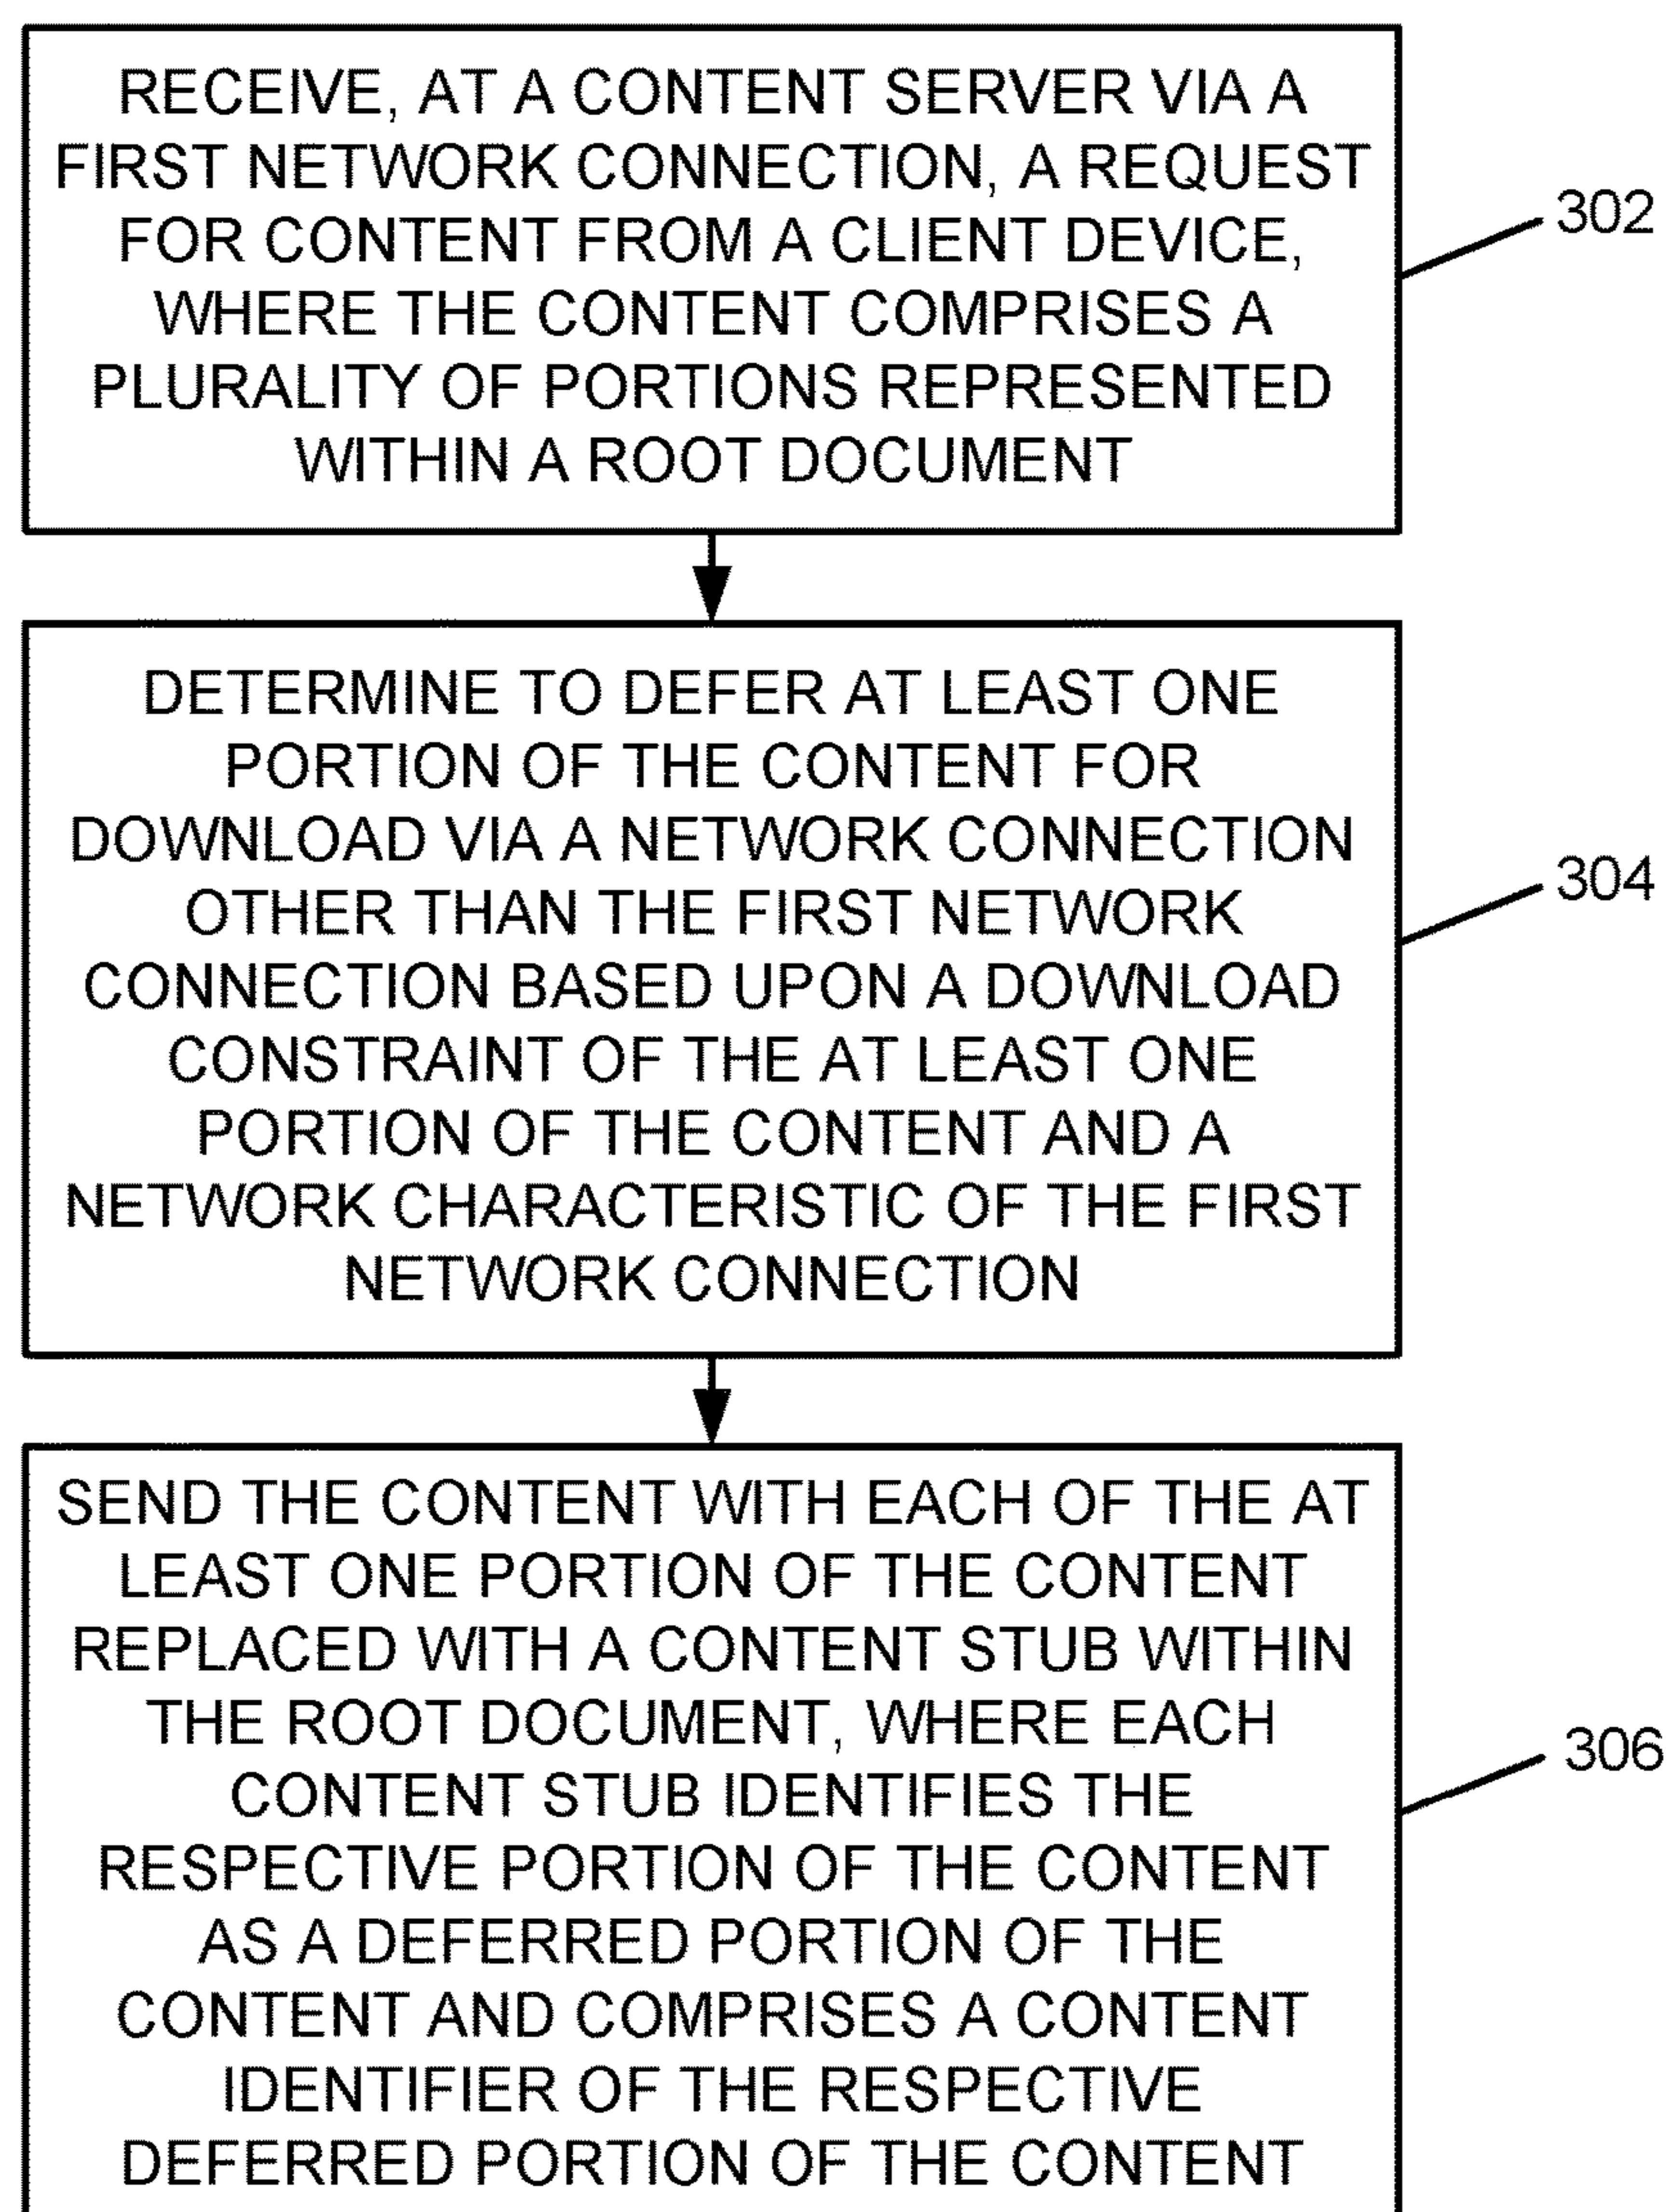 RECEIVE, AT A CONTENT SERVER VIA A
FIRST NETWORK CONNECTION, A REQUEST
FOR CONTENT FROM A CLIENT DEVICE,
WHERE THE CONTENT COMPRISES A
PLURALITY OF PORTIONS REPRESENTED
WITHIN A ROOT DOCUMENT
302
DETERMINE TO DEFER AT LEAST ONE
PORTION OF THE CONTENT FOR
DOWNLOAD VIA A NETWORK CONNECTION
OTHER THAN THE FIRST NETWORK
CONNECTION BASED UPON A DOWNLOAD
CONSTRAINT OF THE AT LEAST ONE
PORTION OF THE CONTENT AND A
NETWORK CHARACTERISTIC OF THE FIRST
NETWORK CONNECTION
304
SEND THE CONTENT WITH EACH OF THE AT
LEAST ONE PORTION OF THE CONTENT
REPLACED WITH A CONTENT STUB WITHIN
THE ROOT DOCUMENT, WHERE EACH
CONTENT STUB IDENTIFIES THE
RESPECTIVE PORTION OF THE CONTENT
AS A DEFERRED PORTION OF THE
CONTENT AND COMPRISES A CONTENT
IDENTIFIER OF THE RESPECTIVE
DEFERRED PORTION OF THE CONTENT
306